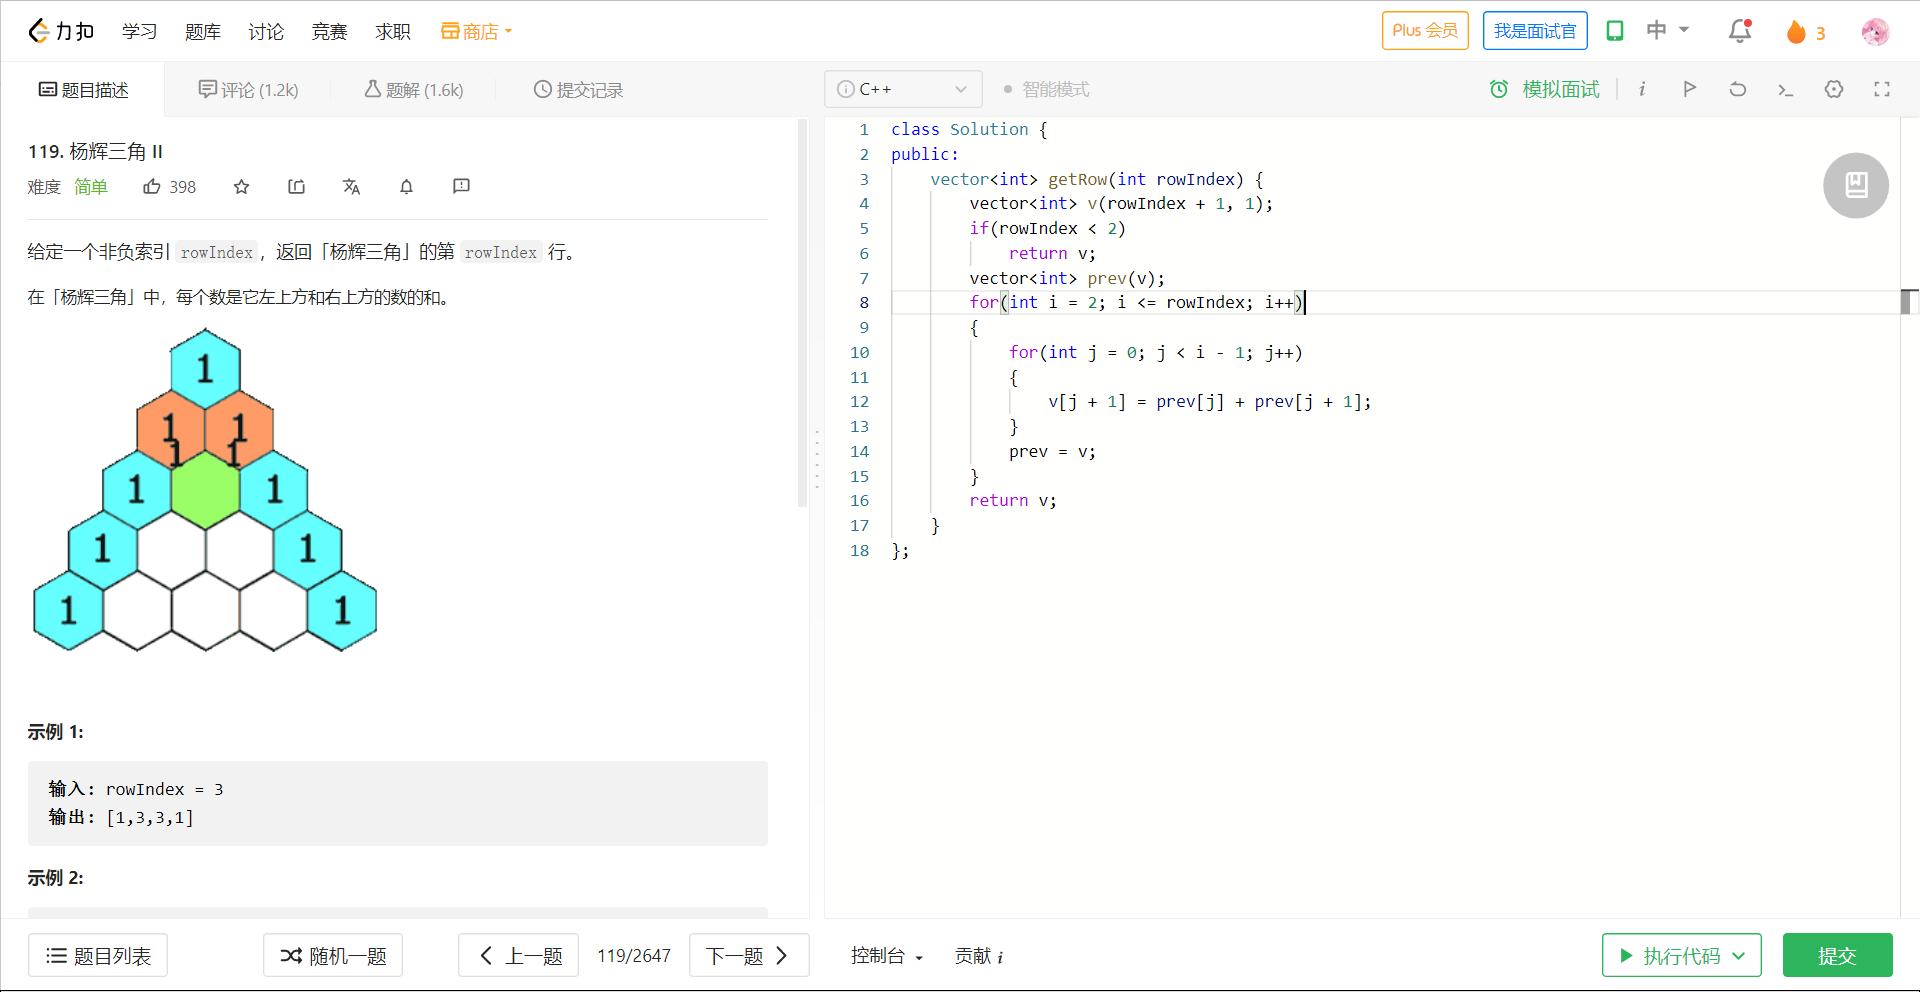 力扣 学习 题库 讨论 竞赛 求职 商店 Plus 会员 我是面试官 中 3
题目描述 评论 (1.2k) 题解 (1.6k) 提交记录
119. 杨辉三角 II
难度 简单 398
给定一个非负索引 rowIndex，返回「杨辉三角」的第 rowIndex 行。
在「杨辉三角」中，每个数是它左上方和右上方的数的和。
1
1 1
1 1
1 1
1 1
1 1
示例 1:
输入: rowIndex = 3
输出: [1,3,3,1]
示例 2:
题目列表 随机一题 上一题 119/2647 下一题
C++ 智能模式 模拟面试 i
1 class Solution {
2 public:
3 vector<int> getRow(int rowIndex) {
4 vector<int> v(rowIndex + 1, 1);
5 if(rowIndex < 2)
6 return v;
7 vector<int> prev(v);
8 for(int i = 2; i <= rowIndex; i++)
9 {
10 for(int j = 0; j < i - 1; j++)
11 {
12 v[j + 1] = prev[j] + prev[j + 1];
13 }
14 prev = v;
15 }
16 return v;
17 }
18 };
控制台 贡献 i 执行代码 提交